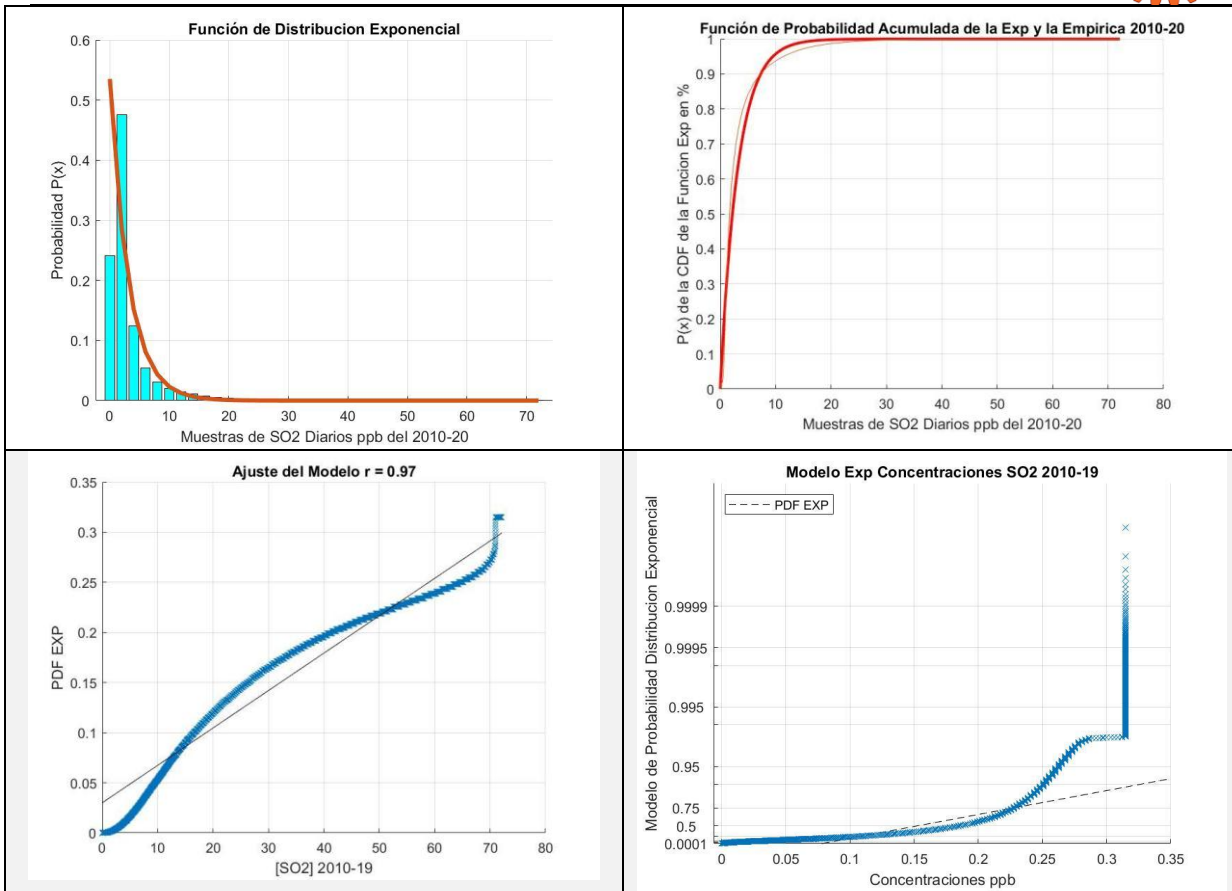 Función de Distribucion Exponencial
0.6
0.5
0.4
0.3
0.2
0.1
0
Probabilidad P(x)
0 10 20 30 40 50 60 70
Muestras de SO2 Diarios ppb del 2010-20
Función de Probabilidad Acumulada de la Exp y la Empirica 2010-20
1
0.9
0.8
0.7
0.6
0.5
0.4
0.3
0.2
0.1
0
P(x) de la CDF de la Funcion Exp en %
0 10 20 30 40 50 60 70 80
Muestras de SO2 Diarios ppb del 2010-20
Ajuste del Modelo r = 0.97
0.35
0.3
0.25
0.2
0.15
0.1
0.05
0
PDF EXP
0 10 20 30 40 50 60 70 80
[SO2] 2010-19
Modelo Exp Concentraciones SO2 2010-19
PDF EXP
0.9999
0.9995
0.995
0.95
0.75
0.5
0.0001
Modelo de Probabilidad Distribucion Exponencial
0 0.05 0.1 0.15 0.2 0.25 0.3 0.35
Concentraciones ppb